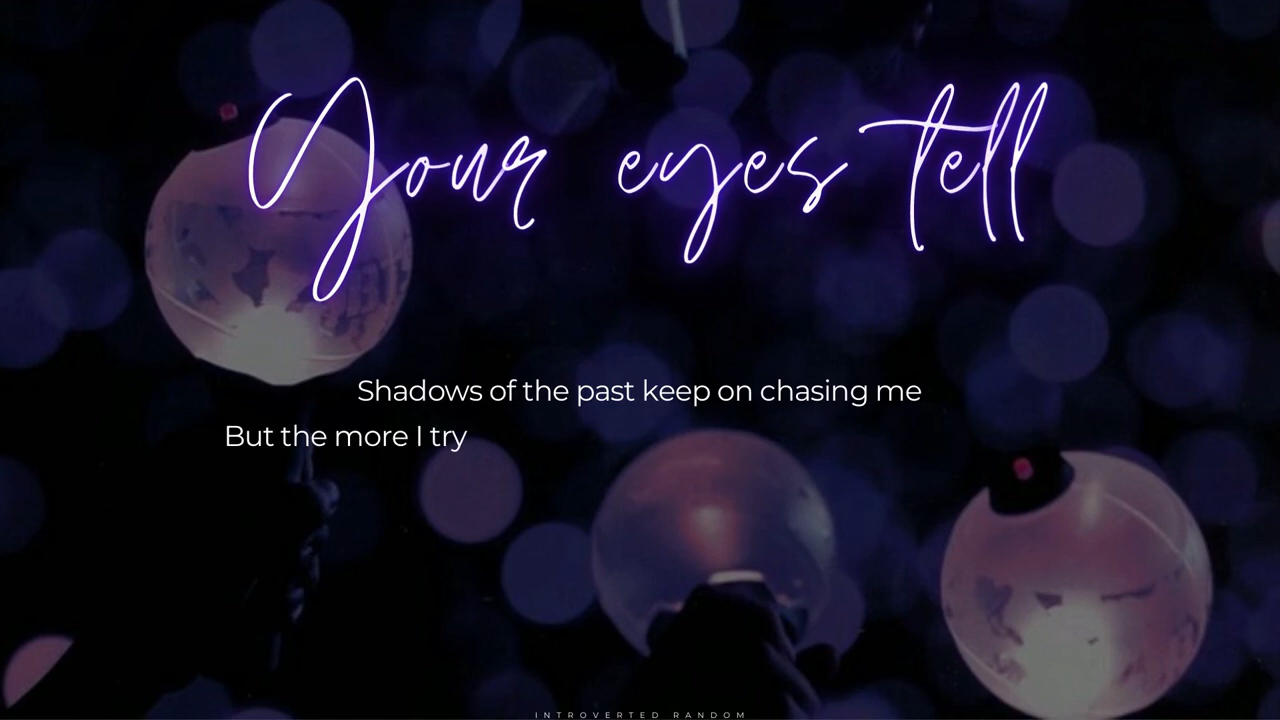 Your eyes tell
Shadows of the past keep on chasing me
But the more I try
INTROVERTED RANDOM